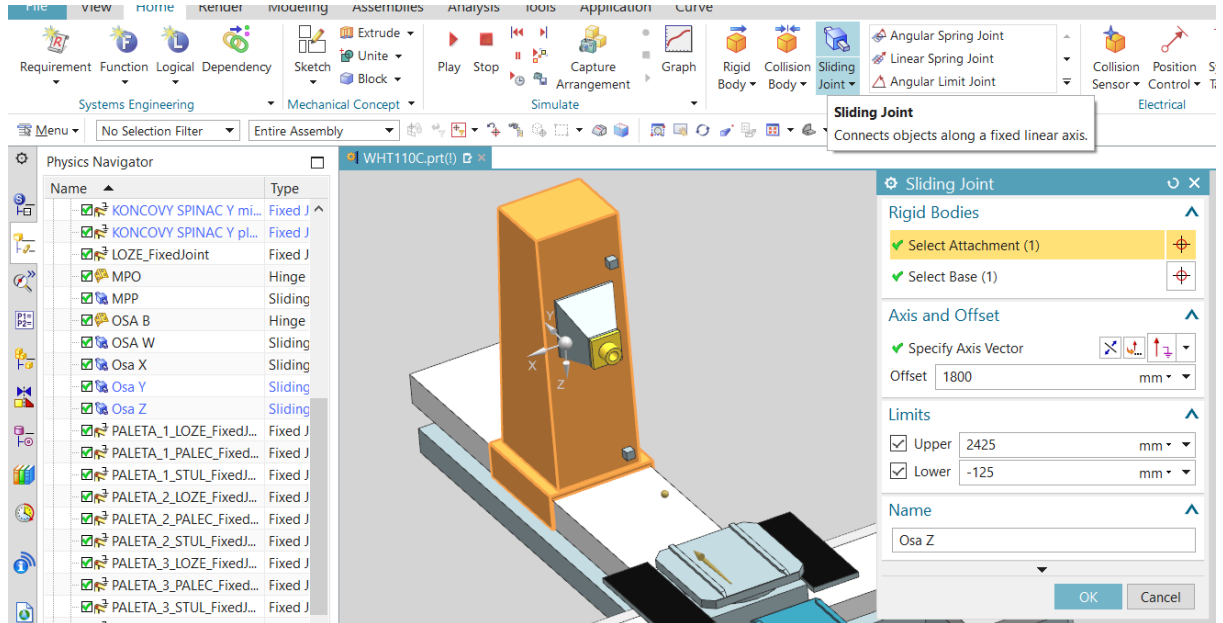 File View Home Render Modeling Assemblies Analysis Tools Application Curve
Requirement Function Logical Dependency
Systems Engineering
Sketch
Extrude
Unite
Block
Mechanical Concept
Play Stop
Capture Arrangement
Graph
Simulate
Rigid Body
Collision Body
Sliding Joint
Angular Spring Joint
Linear Spring Joint
Angular Limit Joint
Collision Sensor
Position Control
Electrical
Sliding Joint
Connects objects along a fixed linear axis.
Menu No Selection Filter Entire Assembly
Physics Navigator
WHT110C.prt(!)
Name Type
KONCOVY SPINAC Y mi... Fixed J
KONCOVY SPINAC Y pl... Fixed J
LOZE_FixedJoint Fixed J
MPO Hinge
MPP Sliding
OSA B Hinge
OSA W Sliding
Osa X Sliding
Osa Y Sliding
Osa Z Sliding
PALETA_1_LOZE_FixedJ... Fixed J
PALETA_1_PALEC_Fixed... Fixed J
PALETA_1_STUL_FixedJ... Fixed J
PALETA_2_LOZE_FixedJ... Fixed J
PALETA_2_PALEC_Fixed... Fixed J
PALETA_2_STUL_FixedJ... Fixed J
PALETA_3_LOZE_FixedJ... Fixed J
PALETA_3_PALEC_Fixed... Fixed J
PALETA_3_STUL_FixedJ... Fixed J
P1=
P2=
Y
X
Z
Sliding Joint
Rigid Bodies
Select Attachment (1)
Select Base (1)
Axis and Offset
Specify Axis Vector
Offset 1800 mm
Limits
Upper 2425 mm
Lower -125 mm
Name
Osa Z
OK Cancel